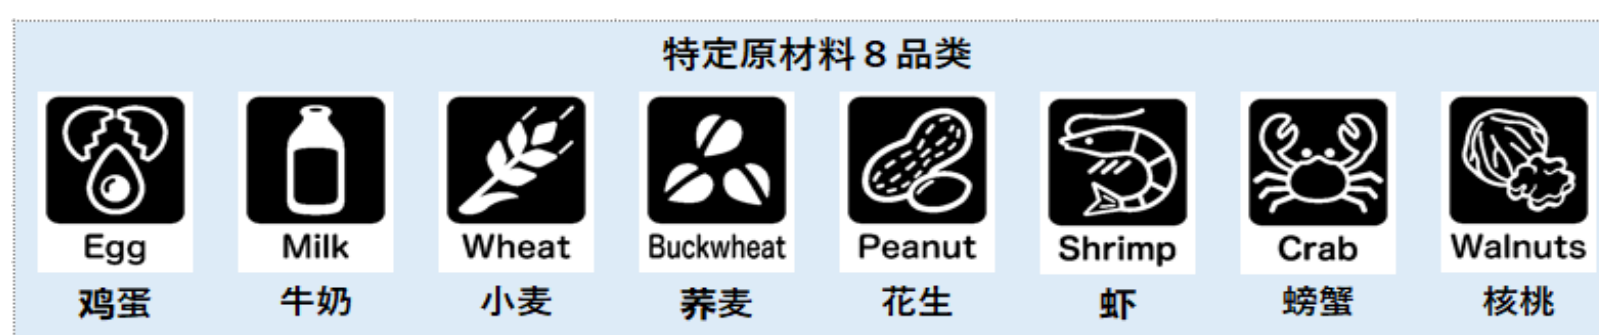 特定原材料８品类
Egg Milk Wheat Buckwheat Peanut Shrimp Crab Walnuts
鸡蛋 牛奶 小麦 荞麦 花生 虾 螃蟹 核桃